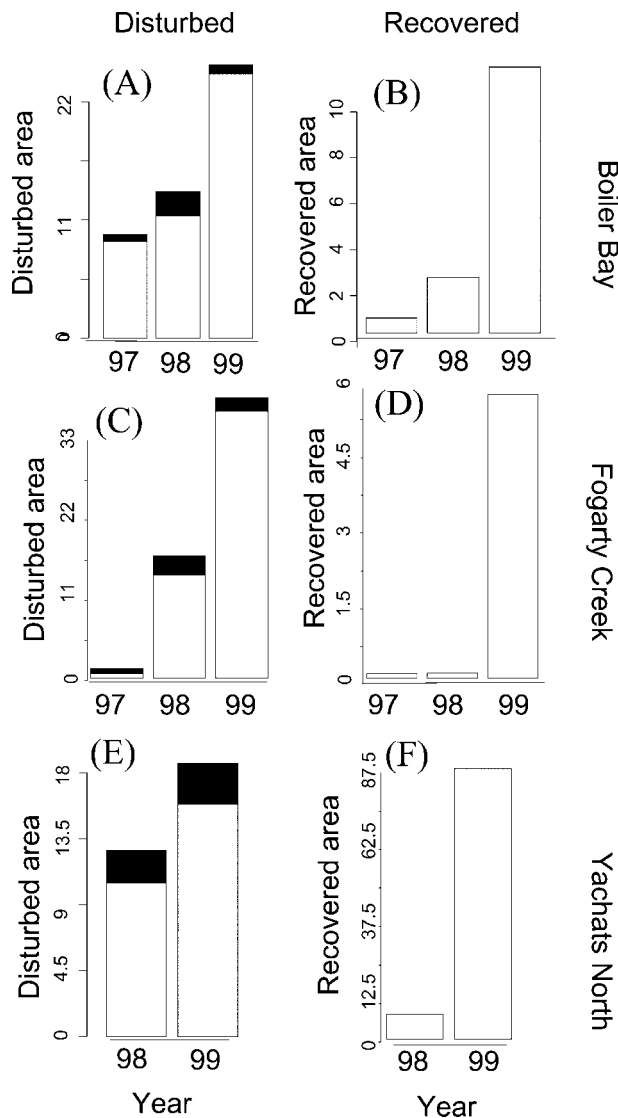 Disturbed Recovered
(A)
Disturbed area
22
11
0
97 98 99
(B)
Recovered area
10
8
6
4
2
0
97 98 99
Boiler Bay
(C)
Disturbed area
33
22
11
0
97 98 99
(D)
Recovered area
6
4.5
3
1.5
0
97 98 99
Fogarty Creek
(E)
Disturbed area
18
13.5
9
4.5
0
98 99
Year
(F)
Recovered area
87.5
62.5
37.5
12.5
0
98 99
Year
Yachats North